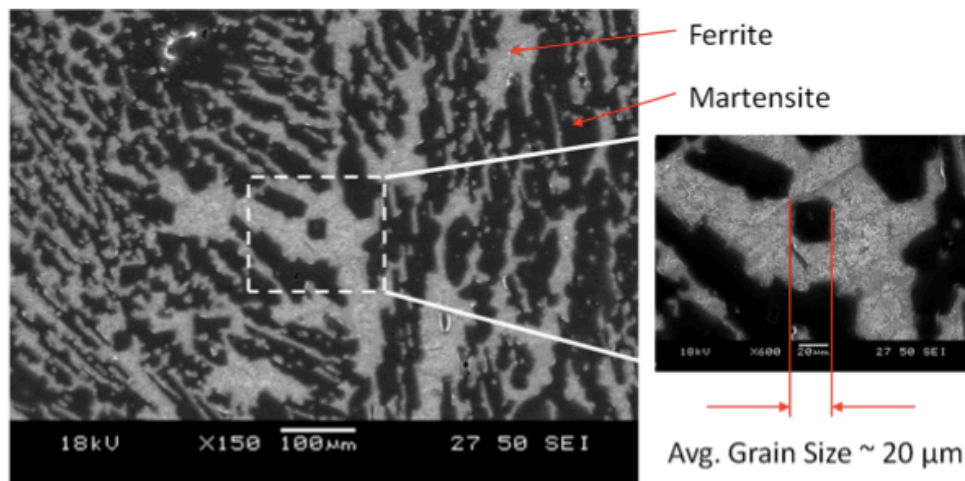 Ferrite
Martensite
18kV X600 20μm 27 50 SEI
18kV X150 100μm 27 50 SEI
Avg. Grain Size ~ 20 μm